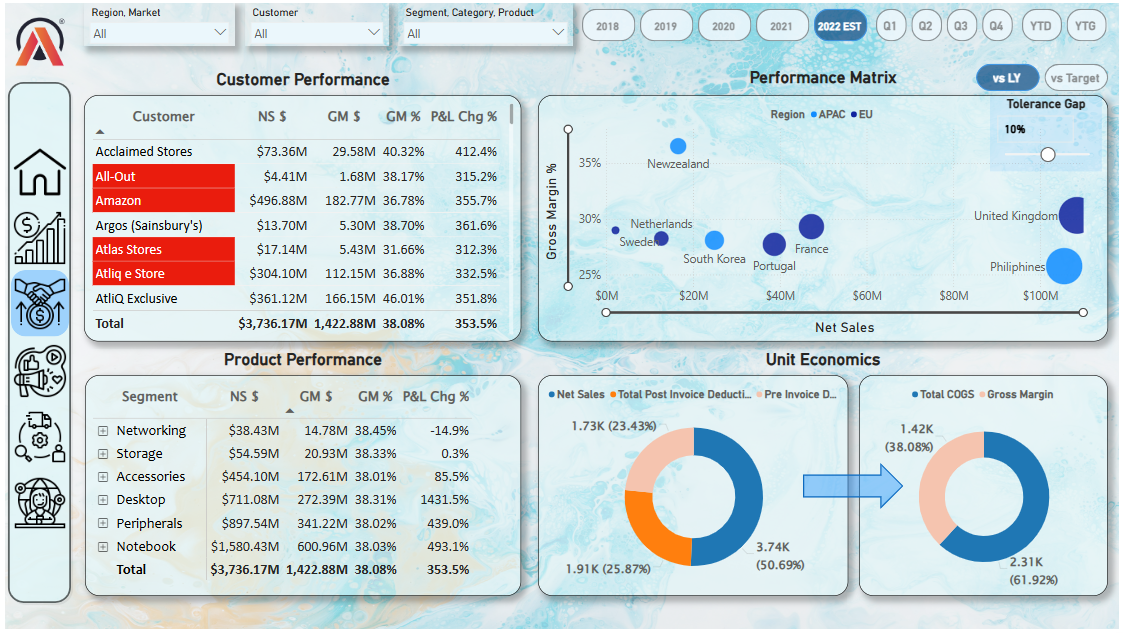 Region, Market
All
Customer
All
Segment, Category, Product
All
2018
2019
2020
2021
2022 EST
Q1
Q2
Q3
Q4
YTD
YTG
vs LY
vs Target
Customer Performance
Customer NS $ GM $ GM % P&L Chg %
Acclaimed Stores $73.36M 29.58M 40.32% 412.4%
All-Out $4.41M 1.68M 38.17% 315.2%
Amazon $496.88M 182.77M 36.78% 355.7%
Argos (Sainsbury's) $13.70M 5.30M 38.70% 361.6%
Atlas Stores $17.14M 5.43M 31.66% 312.3%
Atliq e Store $304.10M 112.15M 36.88% 332.5%
AtliQ Exclusive $361.12M 166.15M 46.01% 351.8%
Total $3,736.17M 1,422.88M 38.08% 353.5%
Performance Matrix
Region APAC EU
Tolerance Gap
10%
Gross Margin %
35%
30%
25%
Newzealand
Netherlands
Sweden
South Korea
Portugal
France
United Kingdom
Philiphines
$0M $20M $40M $60M $80M $100M
Net Sales
Product Performance
Segment NS $ GM $ GM % P&L Chg %
Networking $38.43M 14.78M 38.45% -14.9%
Storage $54.59M 20.93M 38.33% 0.3%
Accessories $454.10M 172.61M 38.01% 85.5%
Desktop $711.08M 272.39M 38.31% 1431.5%
Peripherals $897.54M 341.22M 38.02% 439.0%
Notebook $1,580.43M 600.96M 38.03% 493.1%
Total $3,736.17M 1,422.88M 38.08% 353.5%
Unit Economics
Net Sales Total Post Invoice Deducti... Pre Invoice D...
1.73K (23.43%)
1.91K (25.87%)
3.74K
(50.69%)
Total COGS Gross Margin
1.42K
(38.08%)
2.31K
(61.92%)